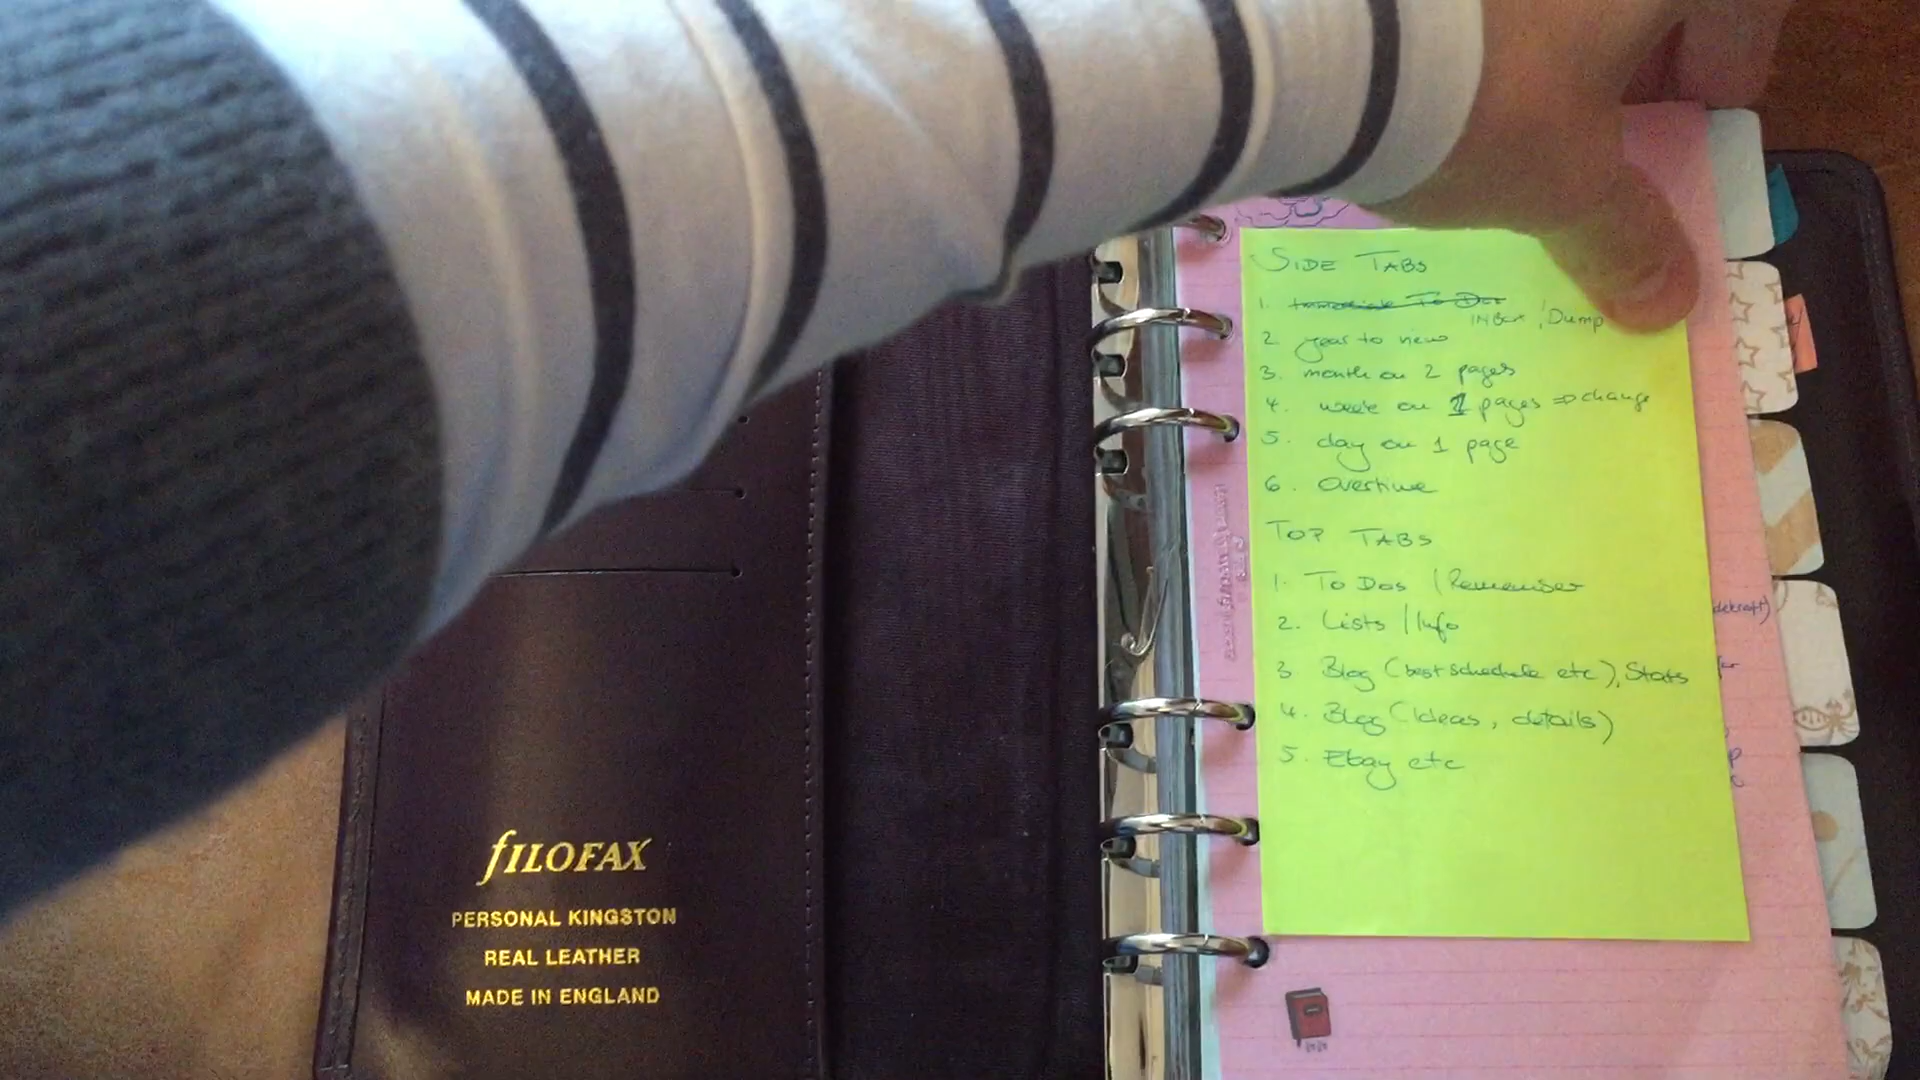 fILOFAX
PERSONAL KINGSTON
REAL LEATHER
MADE IN ENGLAND
SIDE TABS
1. Immediate To Dos
INBox / Dump
2. year to view
3. month on 2 pages
4. week on 1 pages => change
5. day on 1 page
6. Overtime
TOP TABS
1. To Dos / Remember
2. Lists / Info
3 Blog (best schedule etc), Stats
4. Blog (Ideas, details)
5. Ebay etc